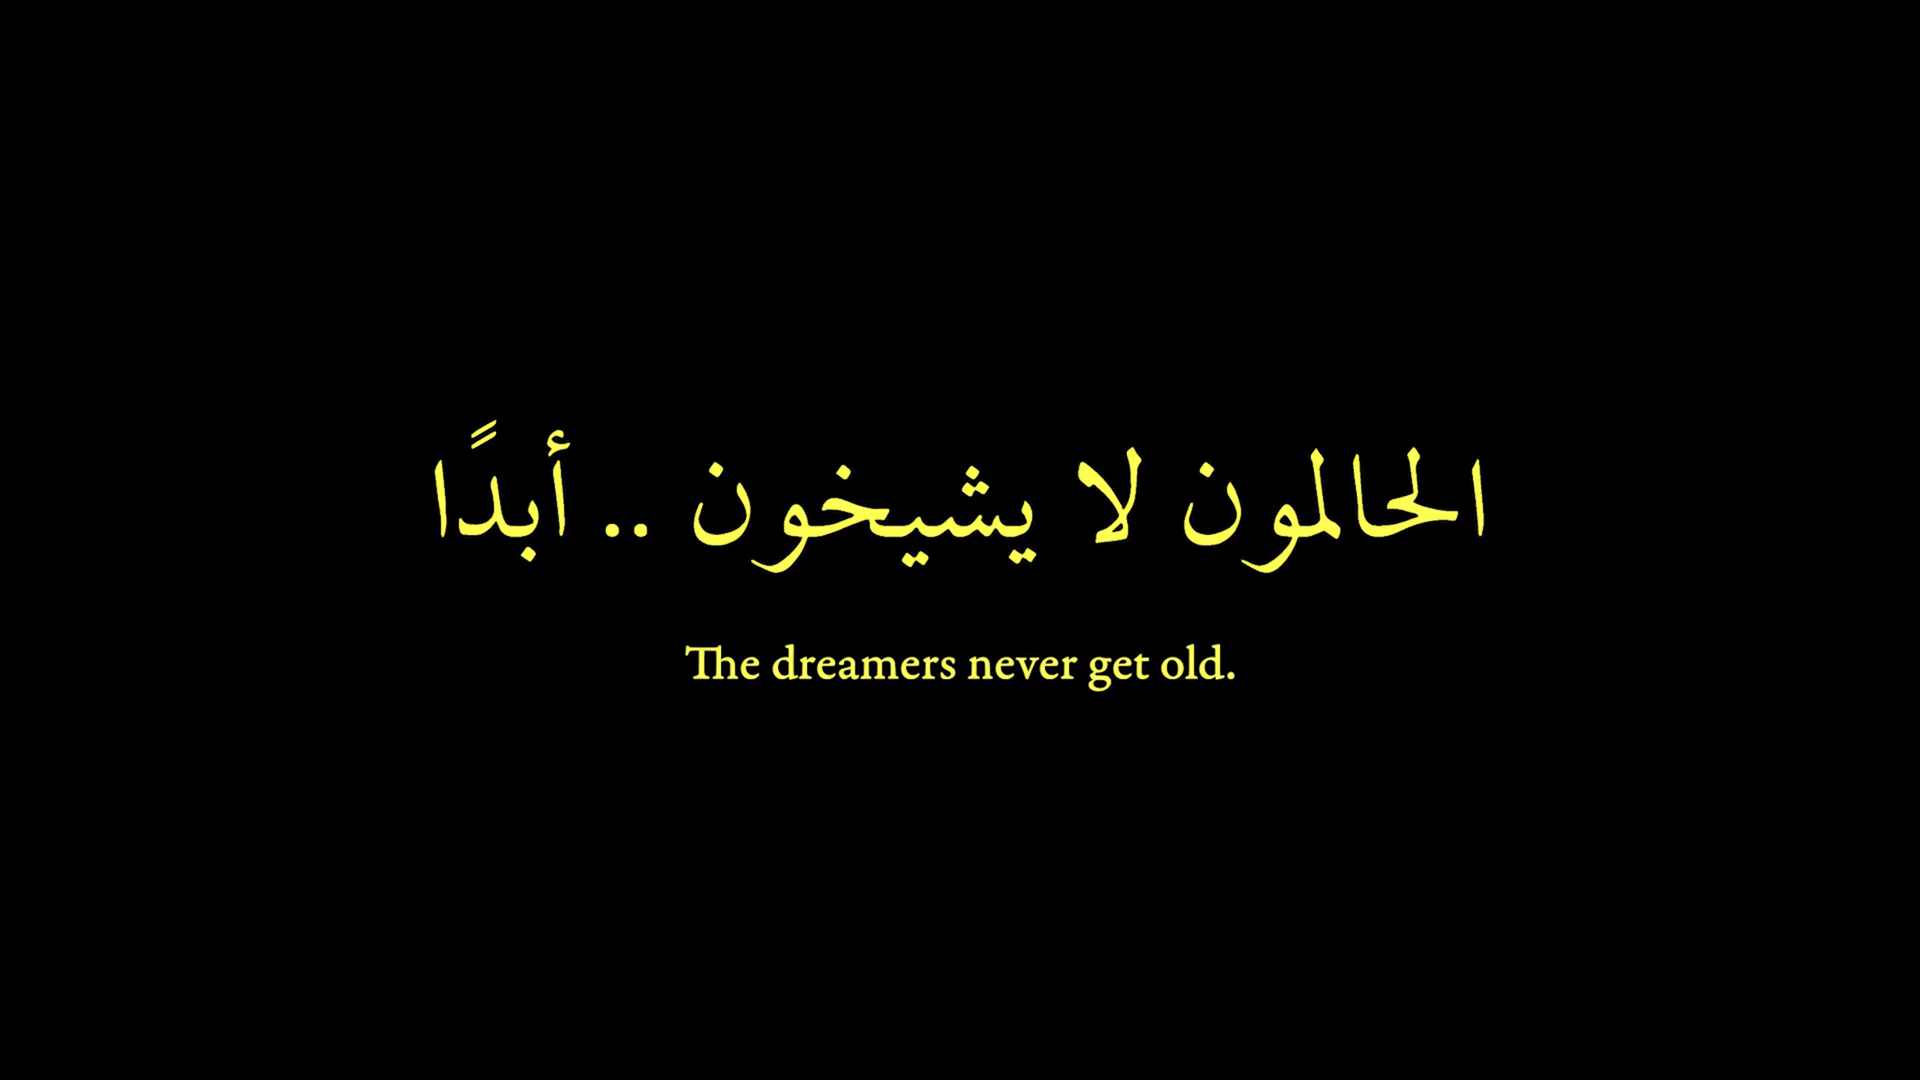 الحالمون لا يشيخون .. أبدًا
The dreamers never get old.